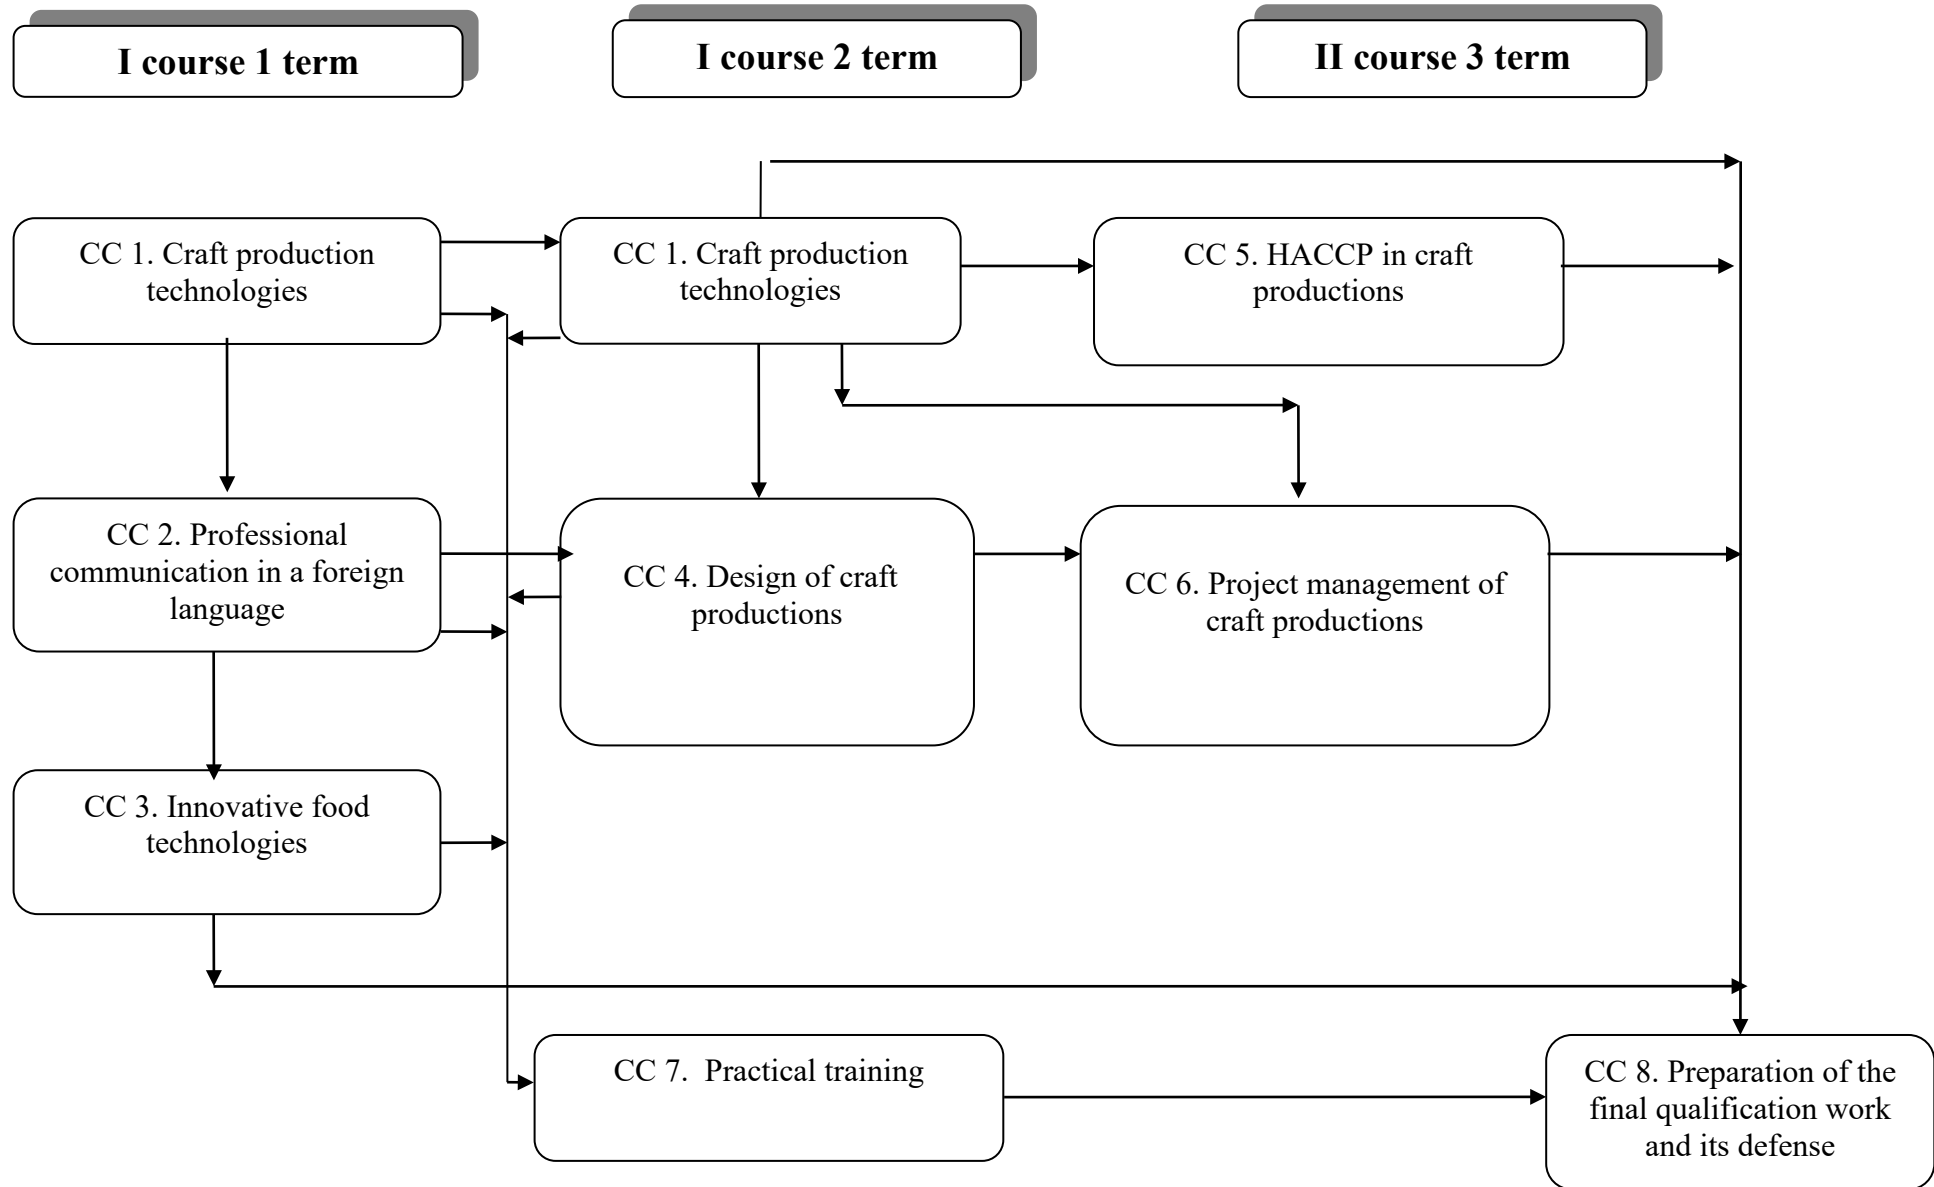 I course 1 term
I course 2 term
II course 3 term
CC 1. Craft production
technologies
CC 1. Craft production
technologies
CC 5. HACCP in craft
productions
CC 2. Professional
communication in a foreign
language
CC 4. Design of craft
productions
CC 6. Project management of
craft productions
CC 3. Innovative food
technologies
CC 7.  Practical training
CC 8. Preparation of the
final qualification work
and its defense